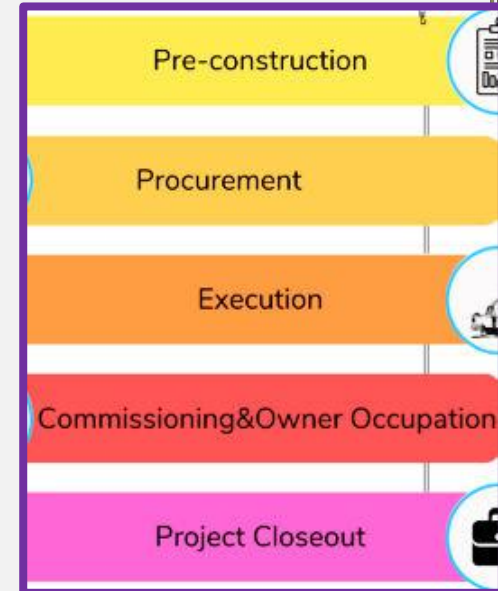 Pre-construction
Procurement
Execution
Commissioning&Owner Occupation
Project Closeout